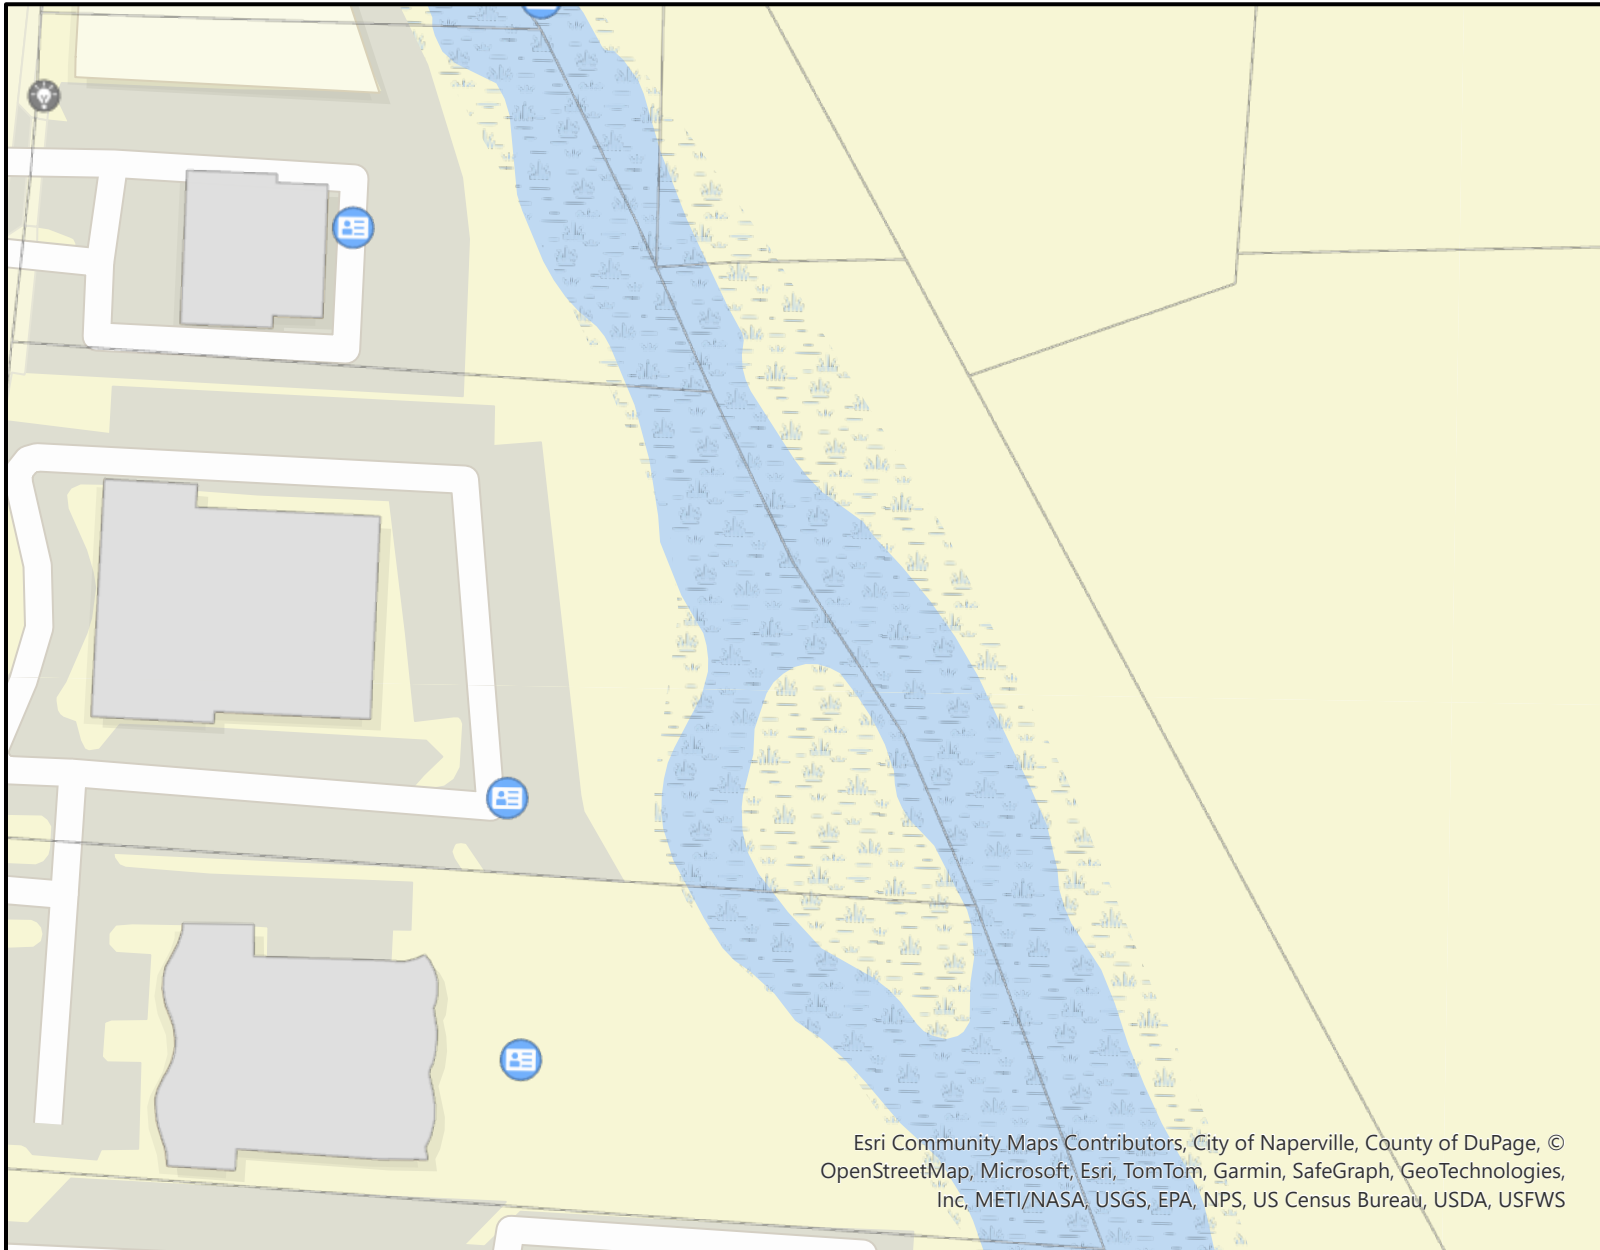 Esri Community Maps Contributors, City of Naperville, County of DuPage, ©
OpenStreetMap, Microsoft, Esri, TomTom, Garmin, SafeGraph, GeoTechnologies,
Inc, METI/NASA, USGS, EPA, NPS, US Census Bureau, USDA, USFWS